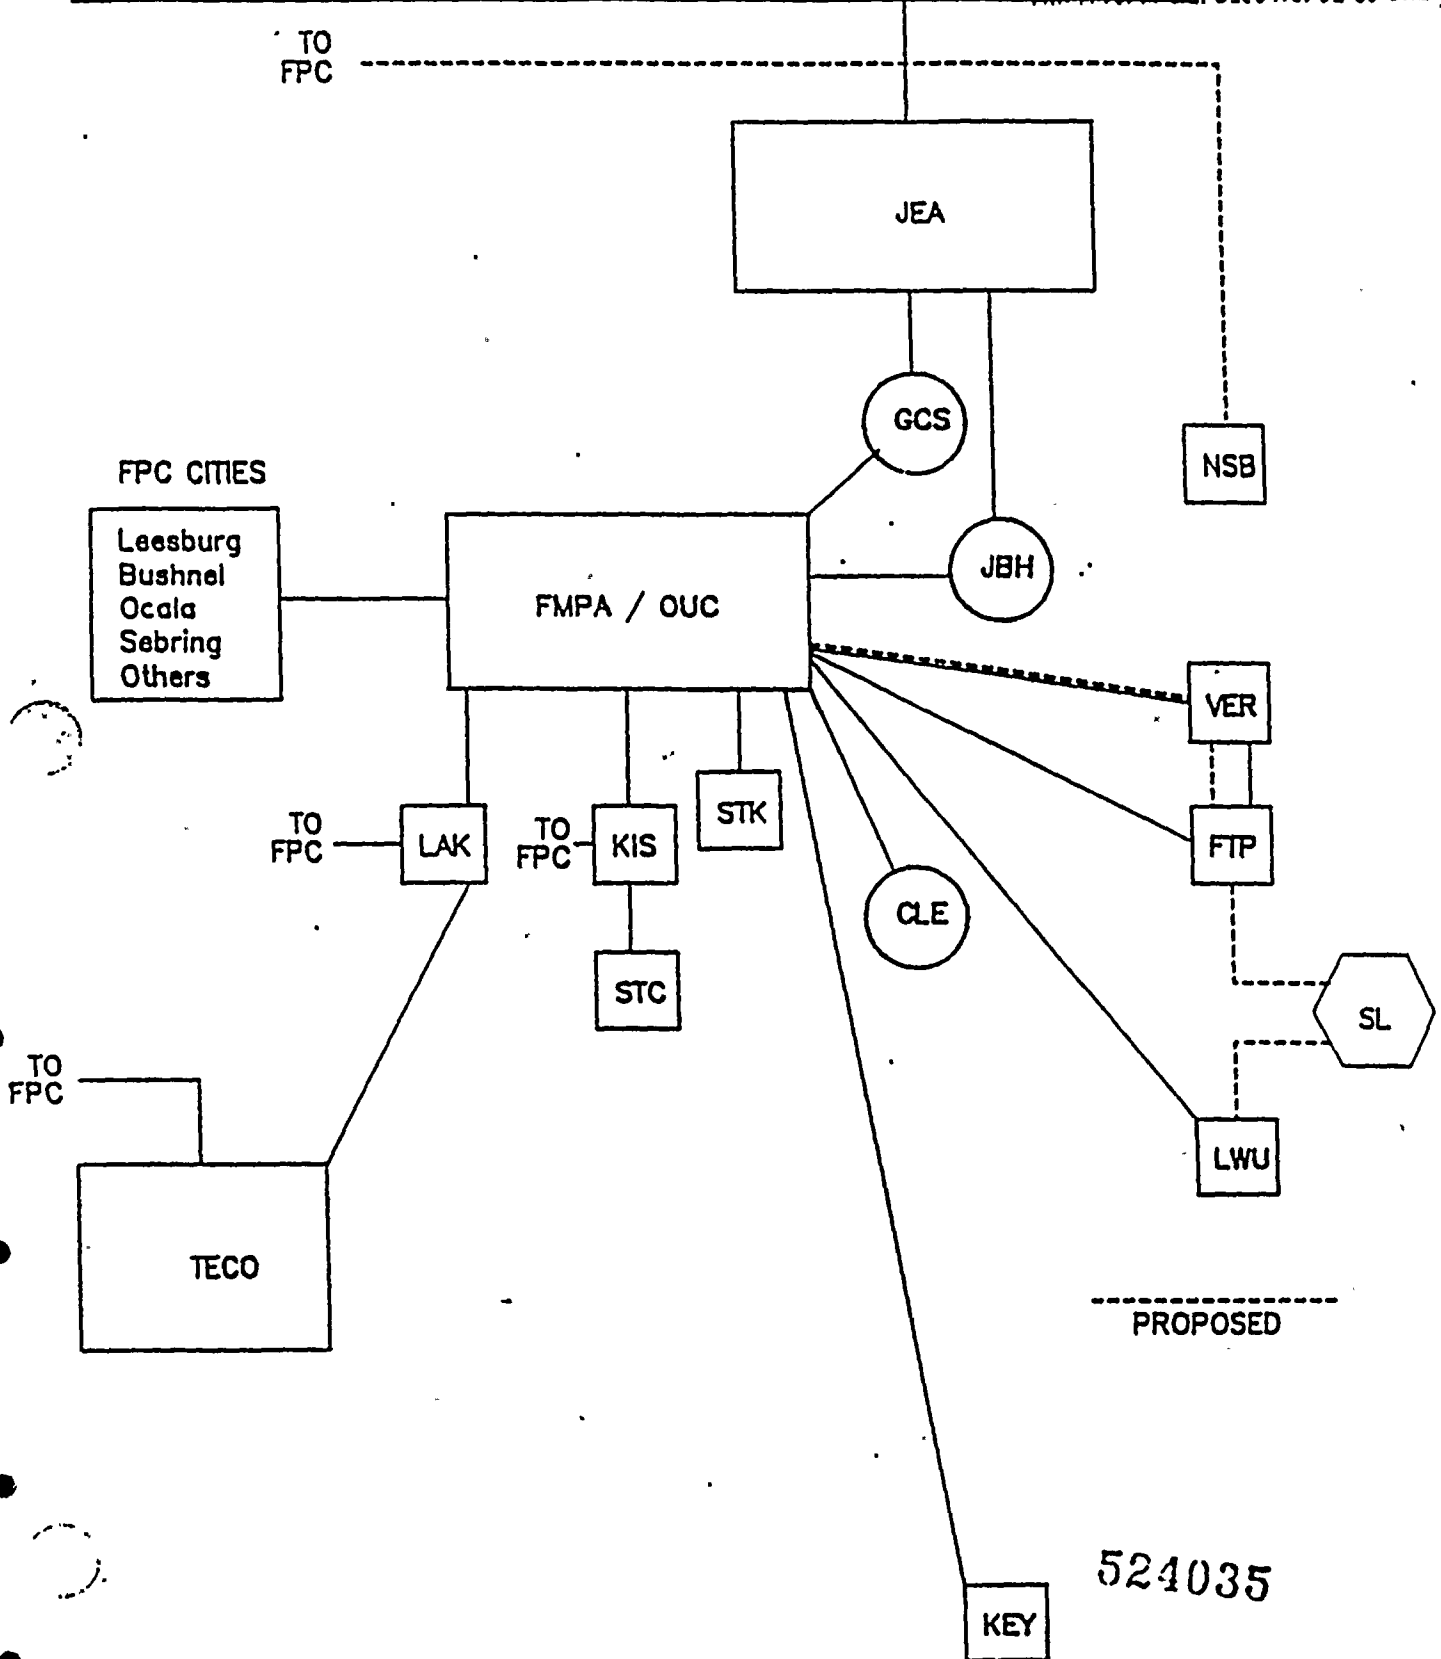 TO
FPC
JEA
GCS
NSB
FPC CITIES
Leesburg
Bushnel
Ocala
Sebring
Others
FMPA / OUC
JBH
VER
STK
TO
FPC
LAK
TO
FPC
KIS
FTP
CLE
STC
SL
TO
FPC
LWU
TECO
PROPOSED
524035
KEY